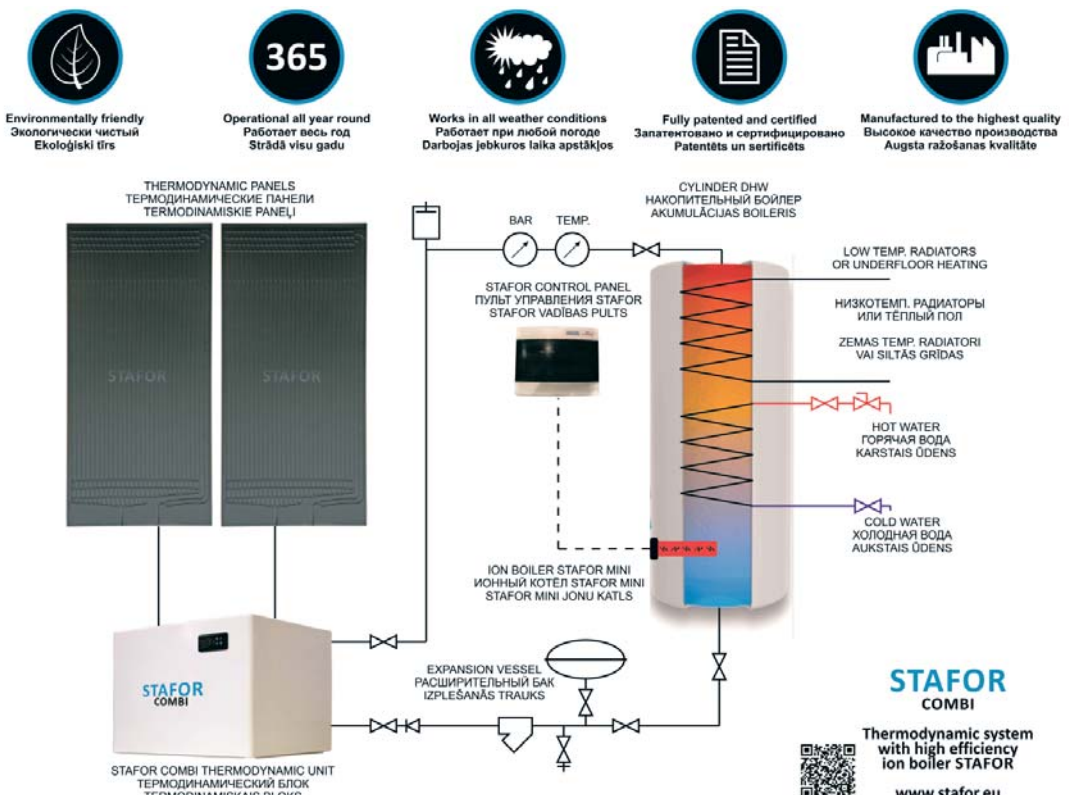 365
Environmentally friendly
Экологически чистый
Ekoloģiski tīrs
Operational all year round
Работает весь год
Strādā visu gadu
Works in all weather conditions
Работает при любой погоде
Darbojas jebkuros laika apstākļos
Fully patented and certified
Запатентовано и сертифицировано
Patentēts un sertificēts
Manufactured to the highest quality
Высокое качество производства
Augsta ražošanas kvalitāte
THERMODYNAMIC PANELS
ТЕРМОДИНАМИЧЕСКИЕ ПАНЕЛИ
TERMODINAMISKIE PANEĻI
STAFOR
STAFOR
BAR
TEMP.
CYLINDER DHW
НАКОПИТЕЛЬНЫЙ БОЙЛЕР
AKUMULĀCIJAS BOILERIS
STAFOR CONTROL PANEL
ПУЛЬТ УПРАВЛЕНИЯ STAFOR
STAFOR VADĪBAS PULTS
LOW TEMP. RADIATORS
OR UNDERFLOOR HEATING
НИЗКОТЕМП. РАДИАТОРЫ
ИЛИ ТЁПЛЫЙ ПОЛ
ZEMAS TEMP. RADIATORI
VAI SILTĀS GRĪDAS
HOT WATER
ГОРЯЧАЯ ВОДА
KARSTAIS ŪDENS
COLD WATER
ХОЛОДНАЯ ВОДА
AUKSTAIS ŪDENS
ION BOILER STAFOR MINI
ИОННЫЙ КОТЁЛ STAFOR MINI
STAFOR MINI JONU KATLS
EXPANSION VESSEL
РАСШИРИТЕЛЬНЫЙ БАК
IZPLEŠANĀS TRAUKS
STAFOR
COMBI
STAFOR COMBI THERMODYNAMIC UNIT
ТЕРМОДИНАМИЧЕСКИЙ БЛОК
TERMODINAMISKAIS BLOKS
STAFOR
COMBI
Thermodynamic system
with high efficiency
ion boiler STAFOR
www.stafor.eu